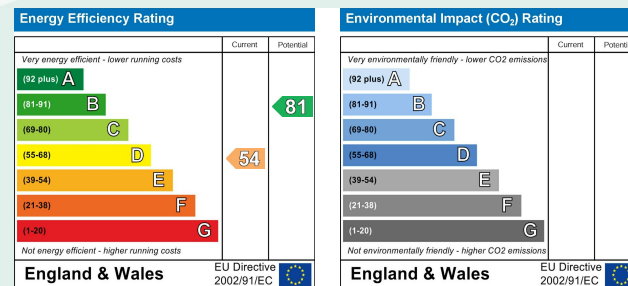 Energy Efficiency Rating
Current Potential
Very energy efficient - lower running costs
(92 plus) A
(81-91) B
81
(69-80) C
(55-68) D
54
(39-54) E
(21-38) F
(1-20) G
Not energy efficient - higher running costs
England & Wales
EU Directive
2002/91/EC
Environmental Impact (CO₂) Rating
Current Potenti
Very environmentally friendly - lower CO2 emissions
(92 plus) A
(81-91) B
(69-80) C
(55-68) D
(39-54) E
(21-38) F
(1-20) G
Not environmentally friendly - higher CO2 emissions
England & Wales
EU Directive
2002/91/EC